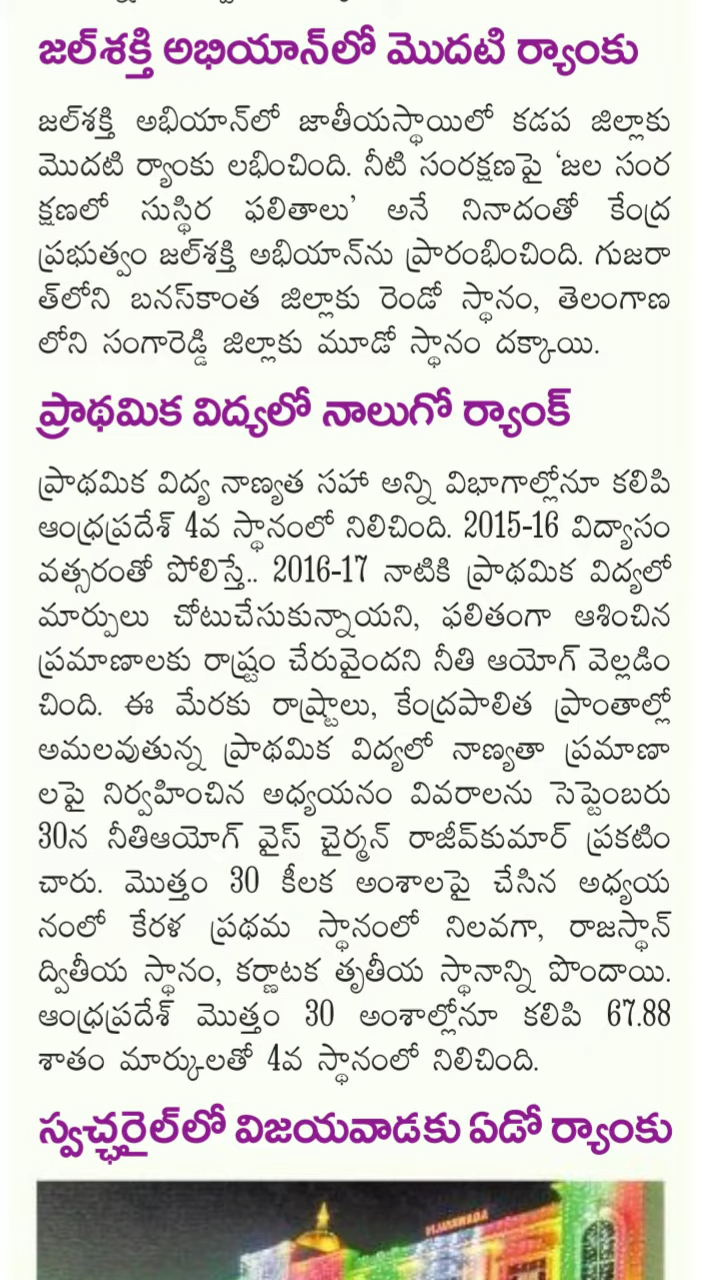 జల్‌శక్తి అభియాన్‌లో మొదటి ర్యాంకు
జల్‌శక్తి అభియాన్‌లో జాతీయస్థాయిలో కడప జిల్లాకు
మొదటి ర్యాంకు లభించింది. నీటి సంరక్షణపై ‘జల సంర
క్షణలో సుస్థిర ఫలితాలు’ అనే నినాదంతో కేంద్ర
ప్రభుత్వం జల్‌శక్తి అభియాన్‌ను ప్రారంభించింది. గుజరా
త్‌లోని బనస్‌కాంత జిల్లాకు రెండో స్థానం, తెలంగాణ
లోని సంగారెడ్డి జిల్లాకు మూడో స్థానం దక్కాయి.
ప్రాథమిక విద్యలో నాలుగో ర్యాంక్
ప్రాథమిక విద్య నాణ్యత సహా అన్ని విభాగాల్లోనూ కలిపి
ఆంధ్రప్రదేశ్ 4వ స్థానంలో నిలిచింది. 2015-16 విద్యాసం
వత్సరంతో పోలిస్తే.. 2016-17 నాటికి ప్రాథమిక విద్యలో
మార్పులు చోటుచేసుకున్నాయని, ఫలితంగా ఆశించిన
ప్రమాణాలకు రాష్ట్రం చేరువైందని నీతి ఆయోగ్ వెల్లడిం
చింది. ఈ మేరకు రాష్ట్రాలు, కేంద్రపాలిత ప్రాంతాల్లో
అమలవుతున్న ప్రాథమిక విద్యలో నాణ్యతా ప్రమాణా
లపై నిర్వహించిన అధ్యయనం వివరాలను సెప్టెంబరు
30న నీతిఆయోగ్ వైస్ చైర్మన్ రాజీవ్‌కుమార్ ప్రకటిం
చారు. మొత్తం 30 కీలక అంశాలపై చేసిన అధ్యయ
నంలో కేరళ ప్రథమ స్థానంలో నిలవగా, రాజస్థాన్
ద్వితీయ స్థానం, కర్ణాటక తృతీయ స్థానాన్ని పొందాయి.
ఆంధ్రప్రదేశ్ మొత్తం 30 అంశాల్లోనూ కలిపి 67.88
శాతం మార్కులతో 4వ స్థానంలో నిలిచింది.
స్వచ్ఛరైల్‌లో విజయవాడకు ఏడో ర్యాంకు
VIJAYAWADA